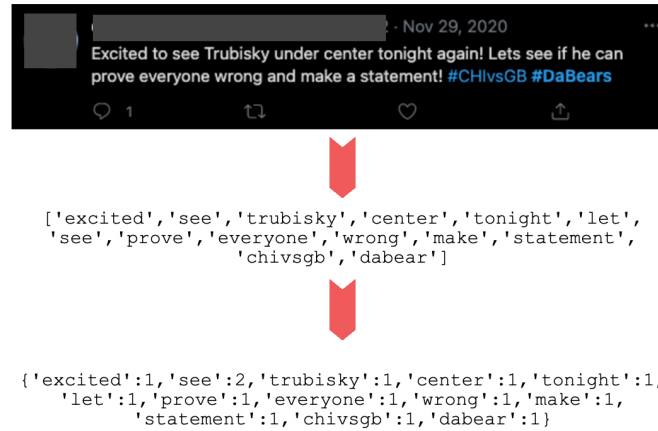 · Nov 29, 2020
Excited to see Trubisky under center tonight again! Lets see if he can
prove everyone wrong and make a statement! #CHIvsGB #DaBears
1
['excited','see','trubisky','center','tonight','let',
'see','prove','everyone','wrong','make','statement',
'chivsgb','dabear']
{'excited':1,'see':2,'trubisky':1,'center':1,'tonight':1,
'let':1,'prove':1,'everyone':1,'wrong':1,'make':1,
'statement':1,'chivsgb':1,'dabear':1}